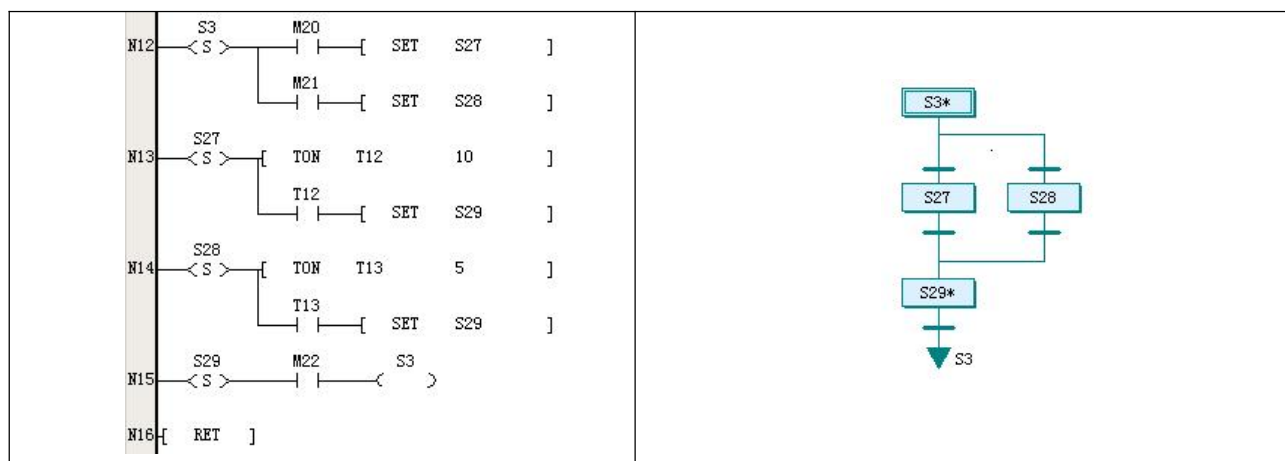 S3 M20
N12 S SET S27 ]
M21
SET S28 ]
S27
N13 S [ TON T12 10 ]
T12
[ SET S29 ]
S28
N14 S [ TON T13 5 ]
T13
[ SET S29 ]
S29 M22 S3
N15 S ( )
N16 [ RET ]
S3*
S27 S28
S29*
S3